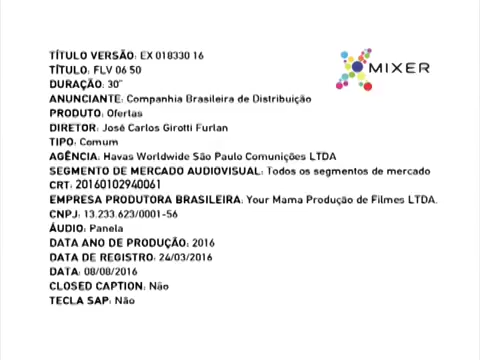 TÍTULO VERSÃO: EX 018330 16
TÍTULO: FLV 06 50
DURAÇÃO: 30"
ANUNCIANTE: Companhia Brasileira de Distribuição
PRODUTO: Ofertas
DIRETOR: José Carlos Girotti Furlan
TIPO: Comum
AGÊNCIA: Havas Worldwide São Paulo Comunições LTDA
SEGMENTO DE MERCADO AUDIOVISUAL: Todos os segmentos de mercado
CRT: 20160102940061
EMPRESA PRODUTORA BRASILEIRA: Your Mama Produção de Filmes LTDA.
CNPJ: 13.233.623/0001-56
ÁUDIO: Panela
DATA ANO DE PRODUÇÃO: 2016
DATA DE REGISTRO: 24/03/2016
DATA: 08/08/2016
CLOSED CAPTION: Não
TECLA SAP: Não
MIXER